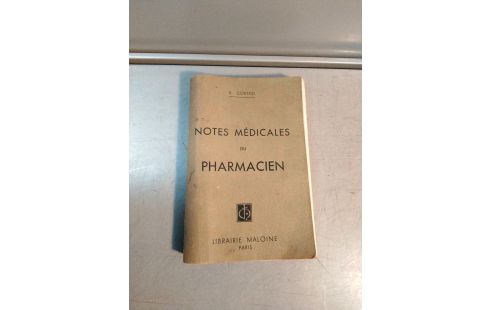 NOTES MÉDICALES
DU
PHARMACIEN
LIBRAIRIE MALOINE
PARIS